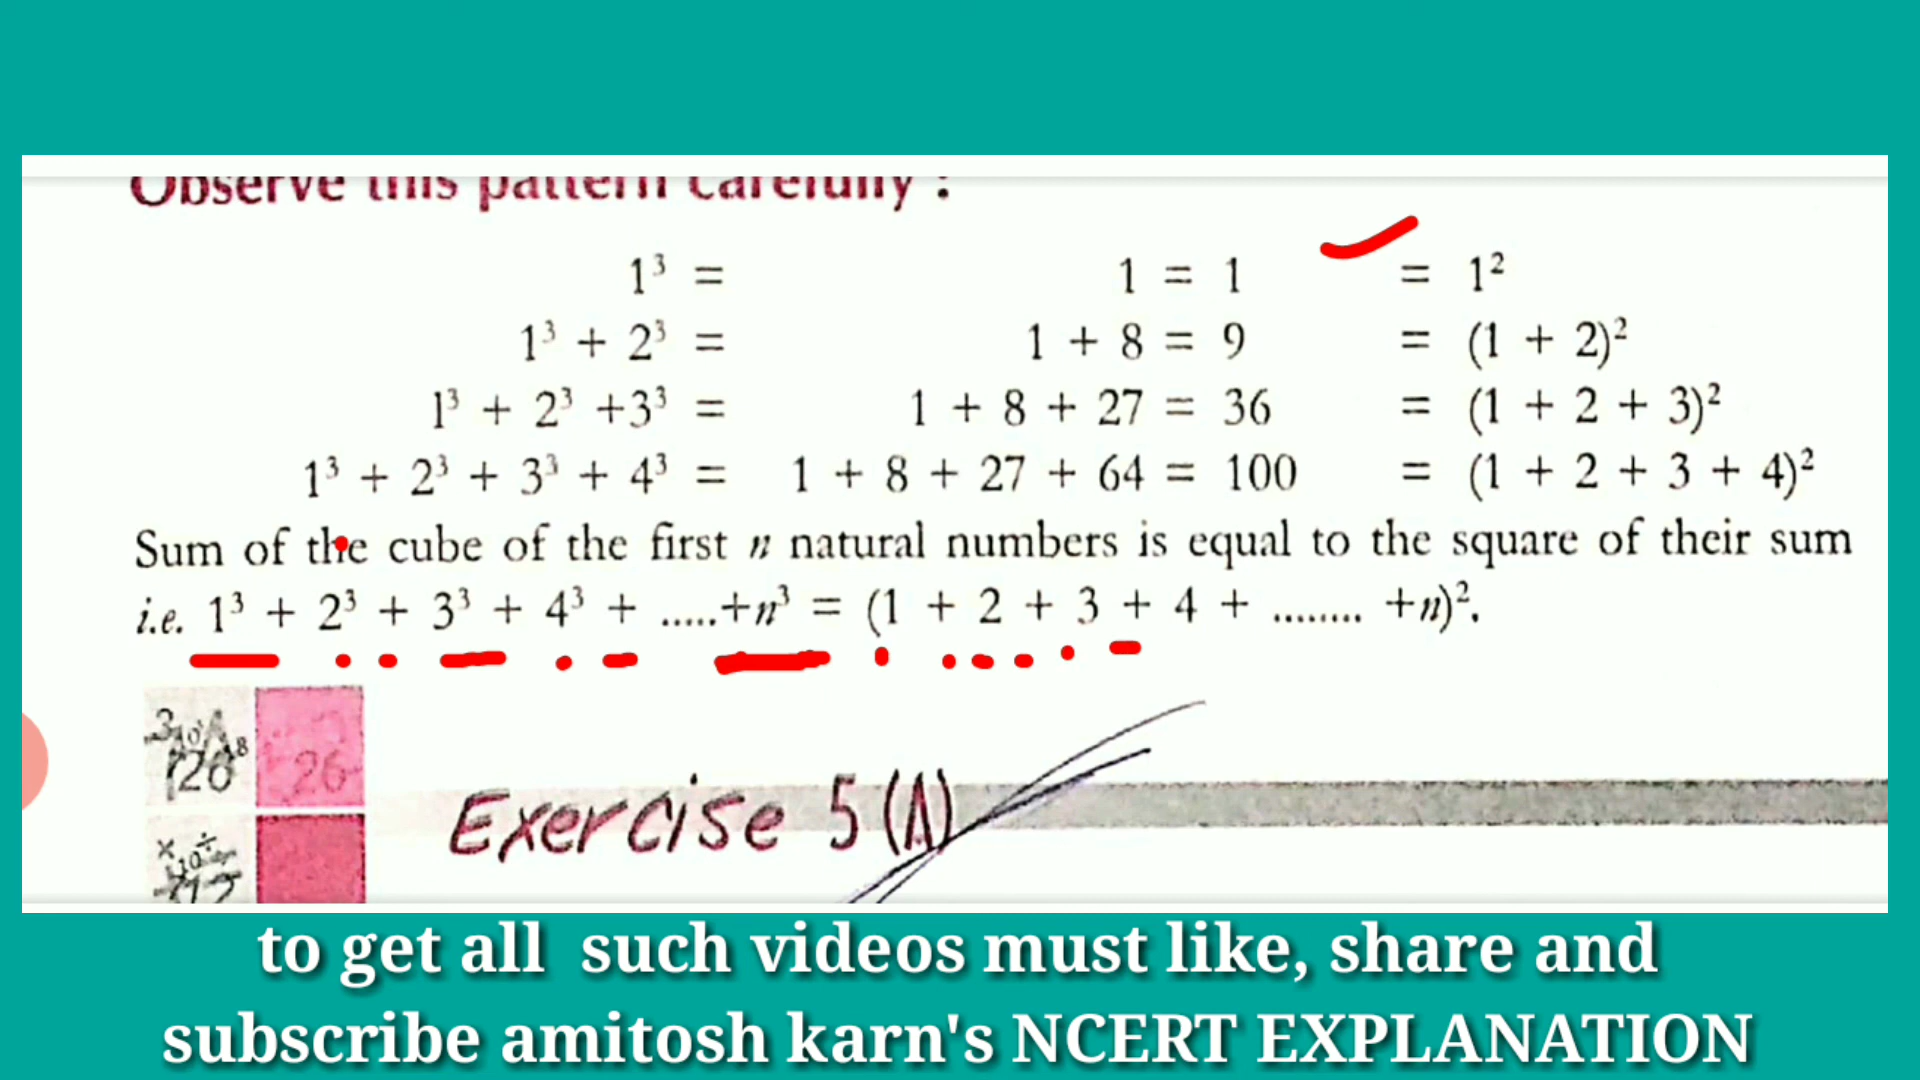 Observe this pattern carefully :
1³ = 1 = 1 = 1²
1³ + 2³ = 1 + 8 = 9 = (1 + 2)²
1³ + 2³ +3³ = 1 + 8 + 27 = 36 = (1 + 2 + 3)²
1³ + 2³ + 3³ + 4³ = 1 + 8 + 27 + 64 = 100 = (1 + 2 + 3 + 4)²
Sum of the cube of the first n natural numbers is equal to the square of their sum
i.e. 1³ + 2³ + 3³ + 4³ + .....+n³ = (1 + 2 + 3 + 4 + ........ +n)².
26
Exercise 5(A)
to get all such videos must like, share and
subscribe amitosh karn's NCERT EXPLANATION